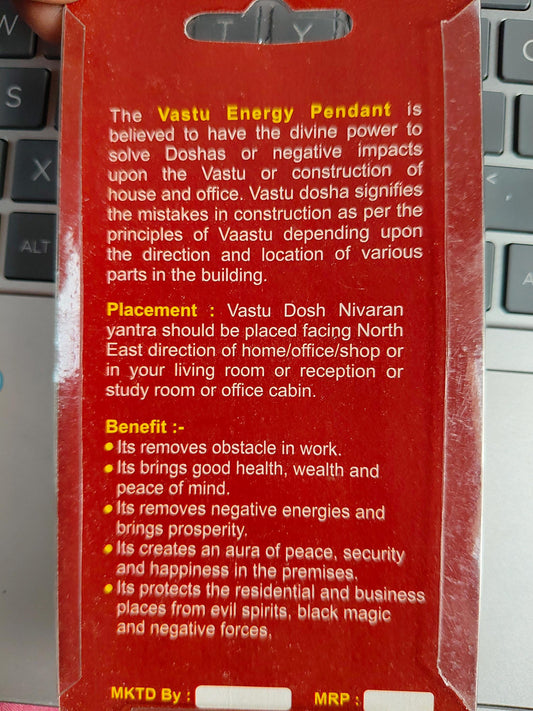 T Y
S
X
ALT
The Vastu Energy Pendant is
believed to have the divine power to
solve Doshas or negative impacts
upon the Vastu or construction of
house and office. Vastu dosha signifies
the mistakes in construction as per the
principles of Vaastu depending upon
the direction and location of various
parts in the building.
Placement : Vastu Dosh Nivaran
yantra should be placed facing North
East direction of home/office/shop or
in your living room or reception or
study room or office cabin.
Benefit :-
• Its removes obstacle in work.
• Its brings good health, wealth and
peace of mind.
• Its removes negative energies and
brings prosperity.
• Its creates an aura of peace, security
and happiness in the premises.
• Its protects the residential and business
places from evil spirits, black magic
and negative forces,
MKTD By : MRP :